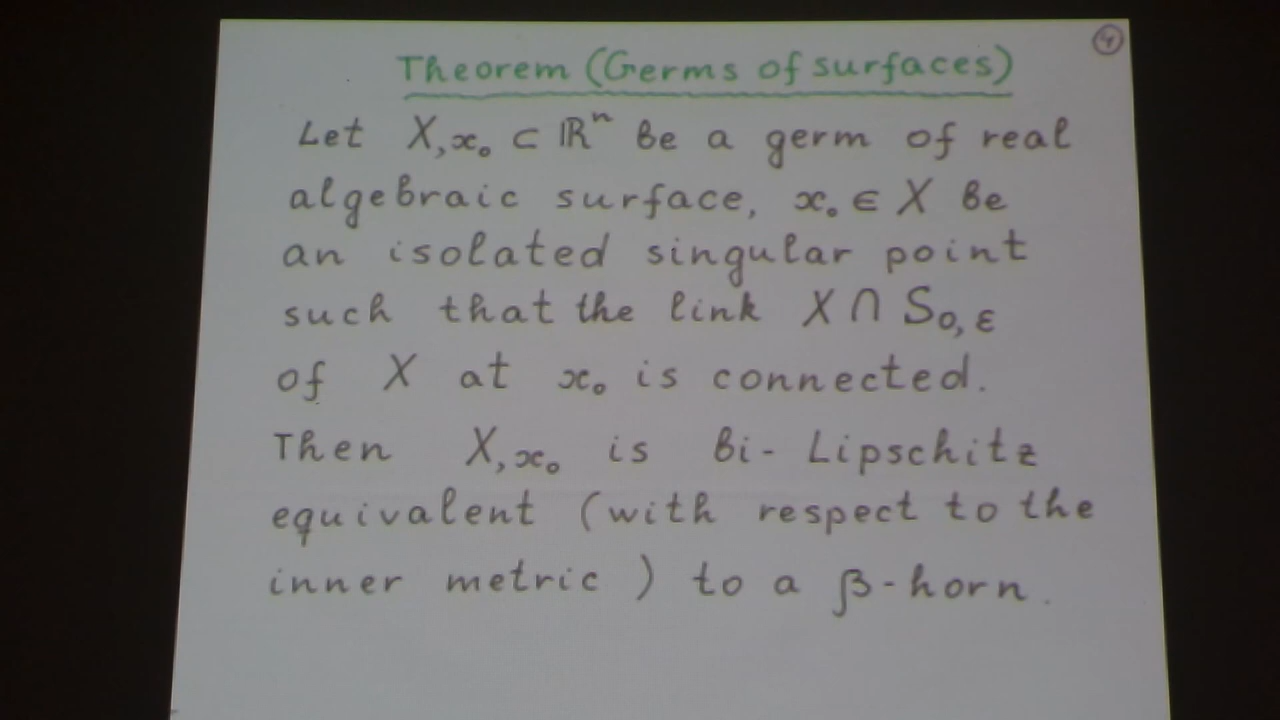 ④
Theorem (Germs of surfaces)
Let X,x₀ ⊂ ℝⁿ be a germ of real
algebraic surface, x₀ ∈ X be
an isolated singular point
such that the link X ∩ S₀,ε
of X at x₀ is connected.
Then X,x₀ is bi-Lipschitz
equivalent (with respect to the
inner metric) to a β-horn.